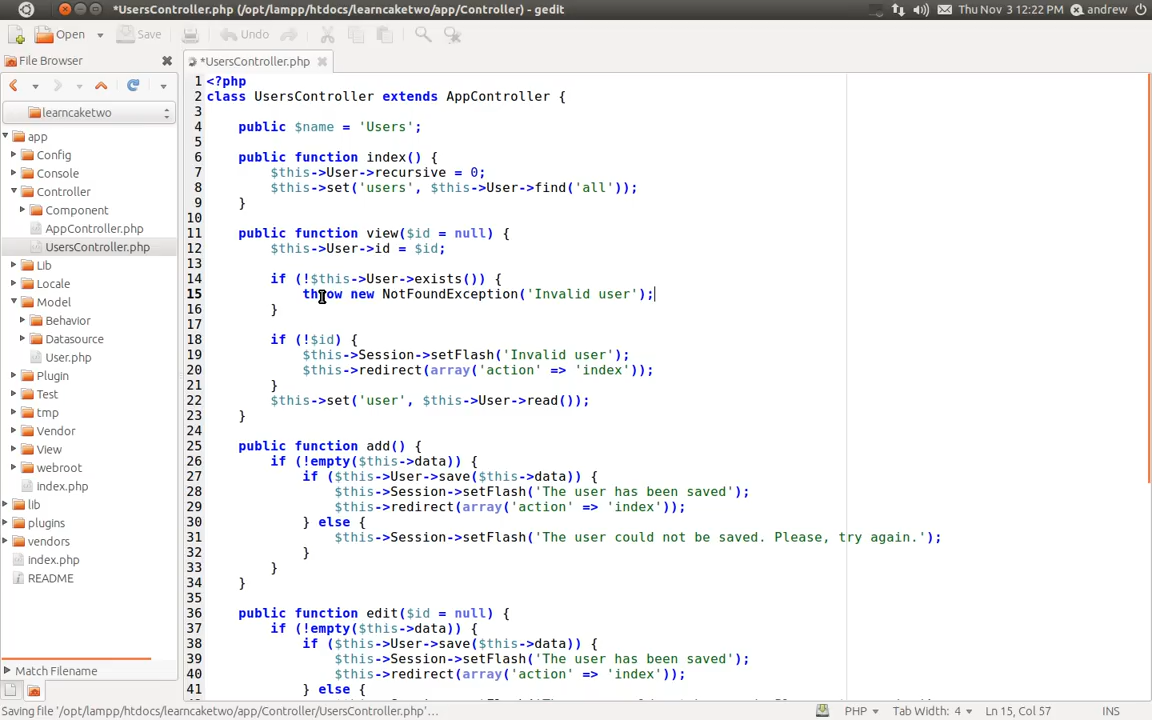 *UsersController.php (/opt/lampp/htdocs/learncaketwo/app/Controller) - gedit
Thu Nov 3 12:22 PM andrew
Open Save Undo
File Browser
*UsersController.php
learncaketwo
app
Config
Console
Controller
Component
AppController.php
UsersController.php
Lib
Locale
Model
Behavior
Datasource
User.php
Plugin
Test
tmp
Vendor
View
webroot
index.php
lib
plugins
vendors
index.php
README
Match Filename
1 <?php
2 class UsersController extends AppController {
3
4 public $name = 'Users';
5
6 public function index() {
7 $this->User->recursive = 0;
8 $this->set('users', $this->User->find('all'));
9 }
10
11 public function view($id = null) {
12 $this->User->id = $id;
13
14 if (!$this->User->exists()) {
15 throw new NotFoundException('Invalid user');
16 }
17
18 if (!$id) {
19 $this->Session->setFlash('Invalid user');
20 $this->redirect(array('action' => 'index'));
21 }
22 $this->set('user', $this->User->read());
23 }
24
25 public function add() {
26 if (!empty($this->data)) {
27 if ($this->User->save($this->data)) {
28 $this->Session->setFlash('The user has been saved');
29 $this->redirect(array('action' => 'index'));
30 } else {
31 $this->Session->setFlash('The user could not be saved. Please, try again.');
32 }
33 }
34 }
35
36 public function edit($id = null) {
37 if (!empty($this->data)) {
38 if ($this->User->save($this->data)) {
39 $this->Session->setFlash('The user has been saved');
40 $this->redirect(array('action' => 'index'));
41 } else {
Saving file '/opt/lampp/htdocs/learncaketwo/app/Controller/UsersController.php'...
PHP Tab Width: 4 Ln 15, Col 57 INS